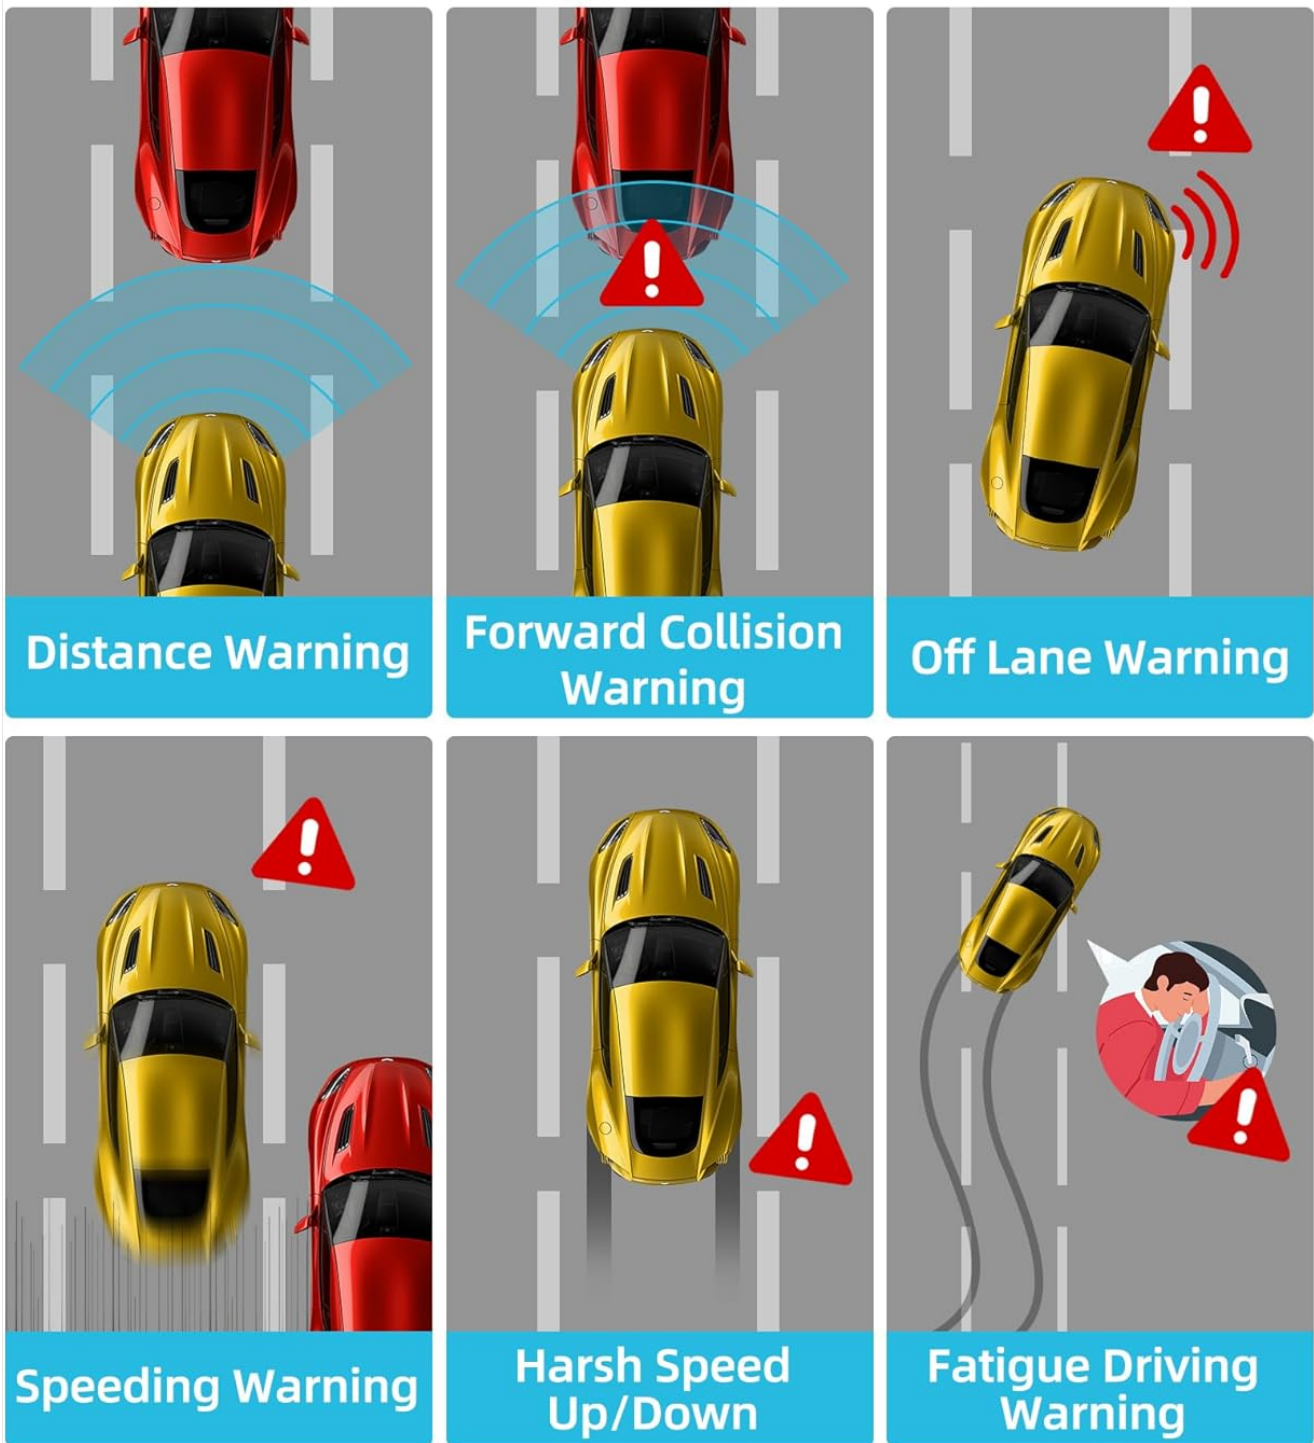 Distance Warning
Forward Collision
Warning
Off Lane Warning
Speeding Warning
Harsh Speed
Up/Down
Fatigue Driving
Warning